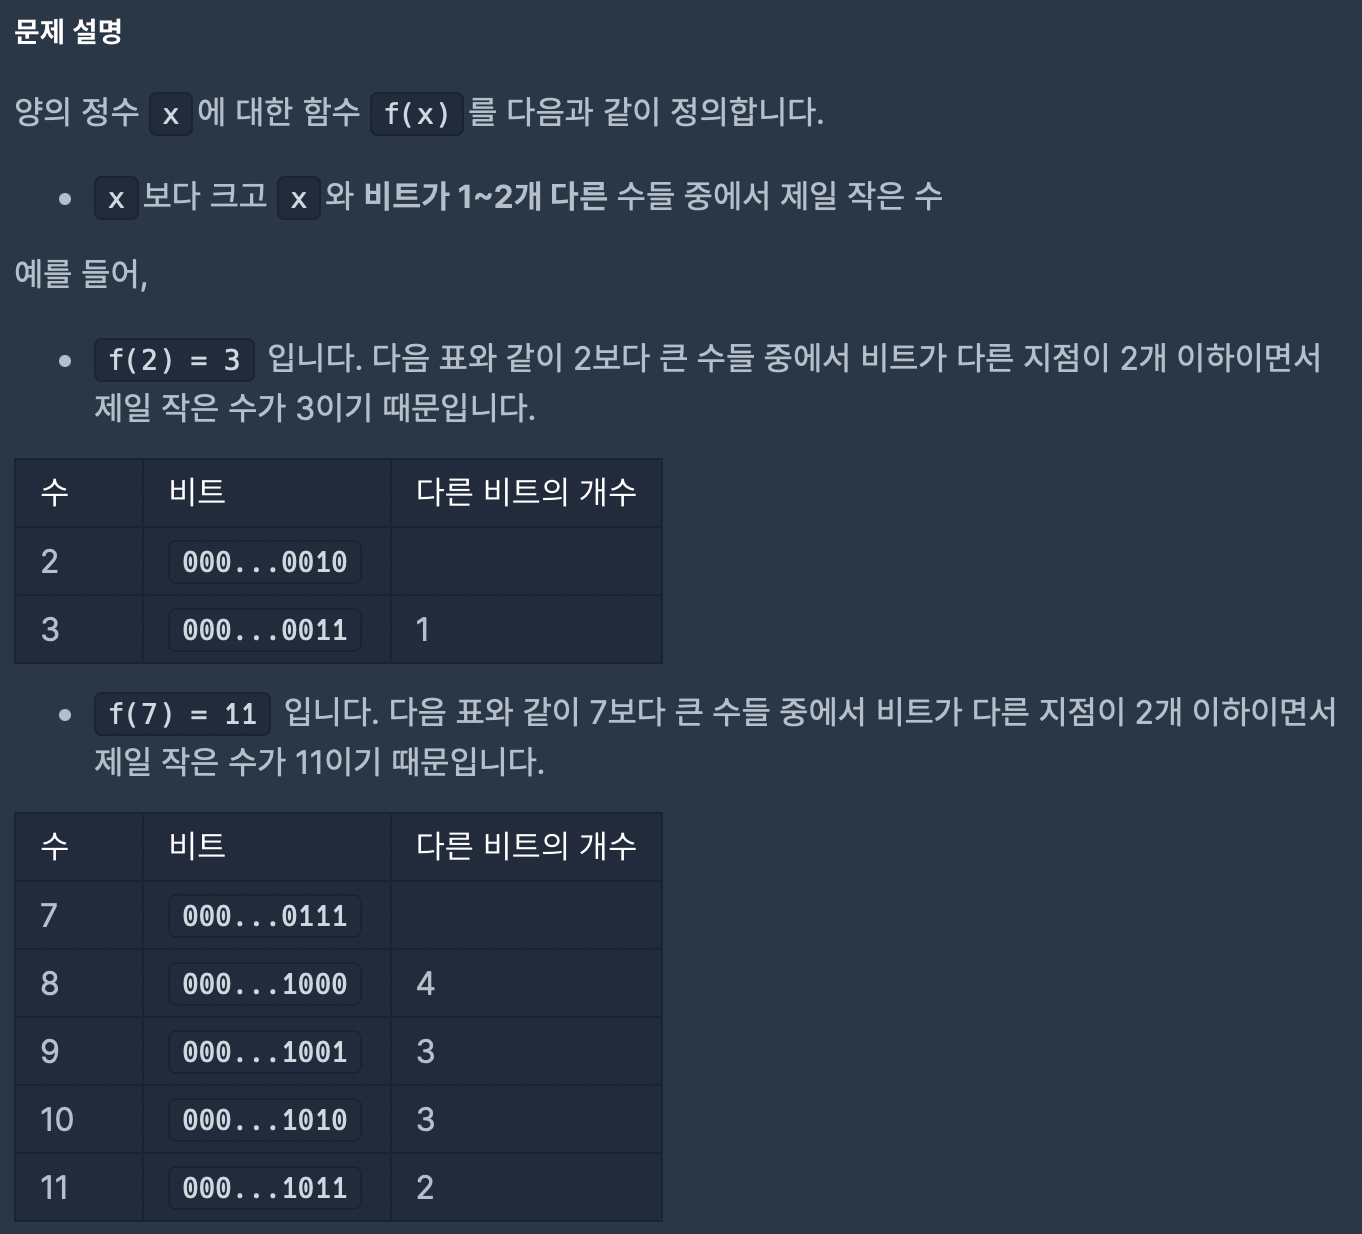 문제 설명
양의 정수 x 에 대한 함수 f(x) 를 다음과 같이 정의합니다.
• x 보다 크고 x 와 비트가 1~2개 다른 수들 중에서 제일 작은 수
예를 들어,
• f(2) = 3 입니다. 다음 표와 같이 2보다 큰 수들 중에서 비트가 다른 지점이 2개 이하이면서
제일 작은 수가 3이기 때문입니다.
수 비트 다른 비트의 개수
2 000...0010
3 000...0011 1
• f(7) = 11 입니다. 다음 표와 같이 7보다 큰 수들 중에서 비트가 다른 지점이 2개 이하이면서
제일 작은 수가 11이기 때문입니다.
수 비트 다른 비트의 개수
7 000...0111
8 000...1000 4
9 000...1001 3
10 000...1010 3
11 000...1011 2